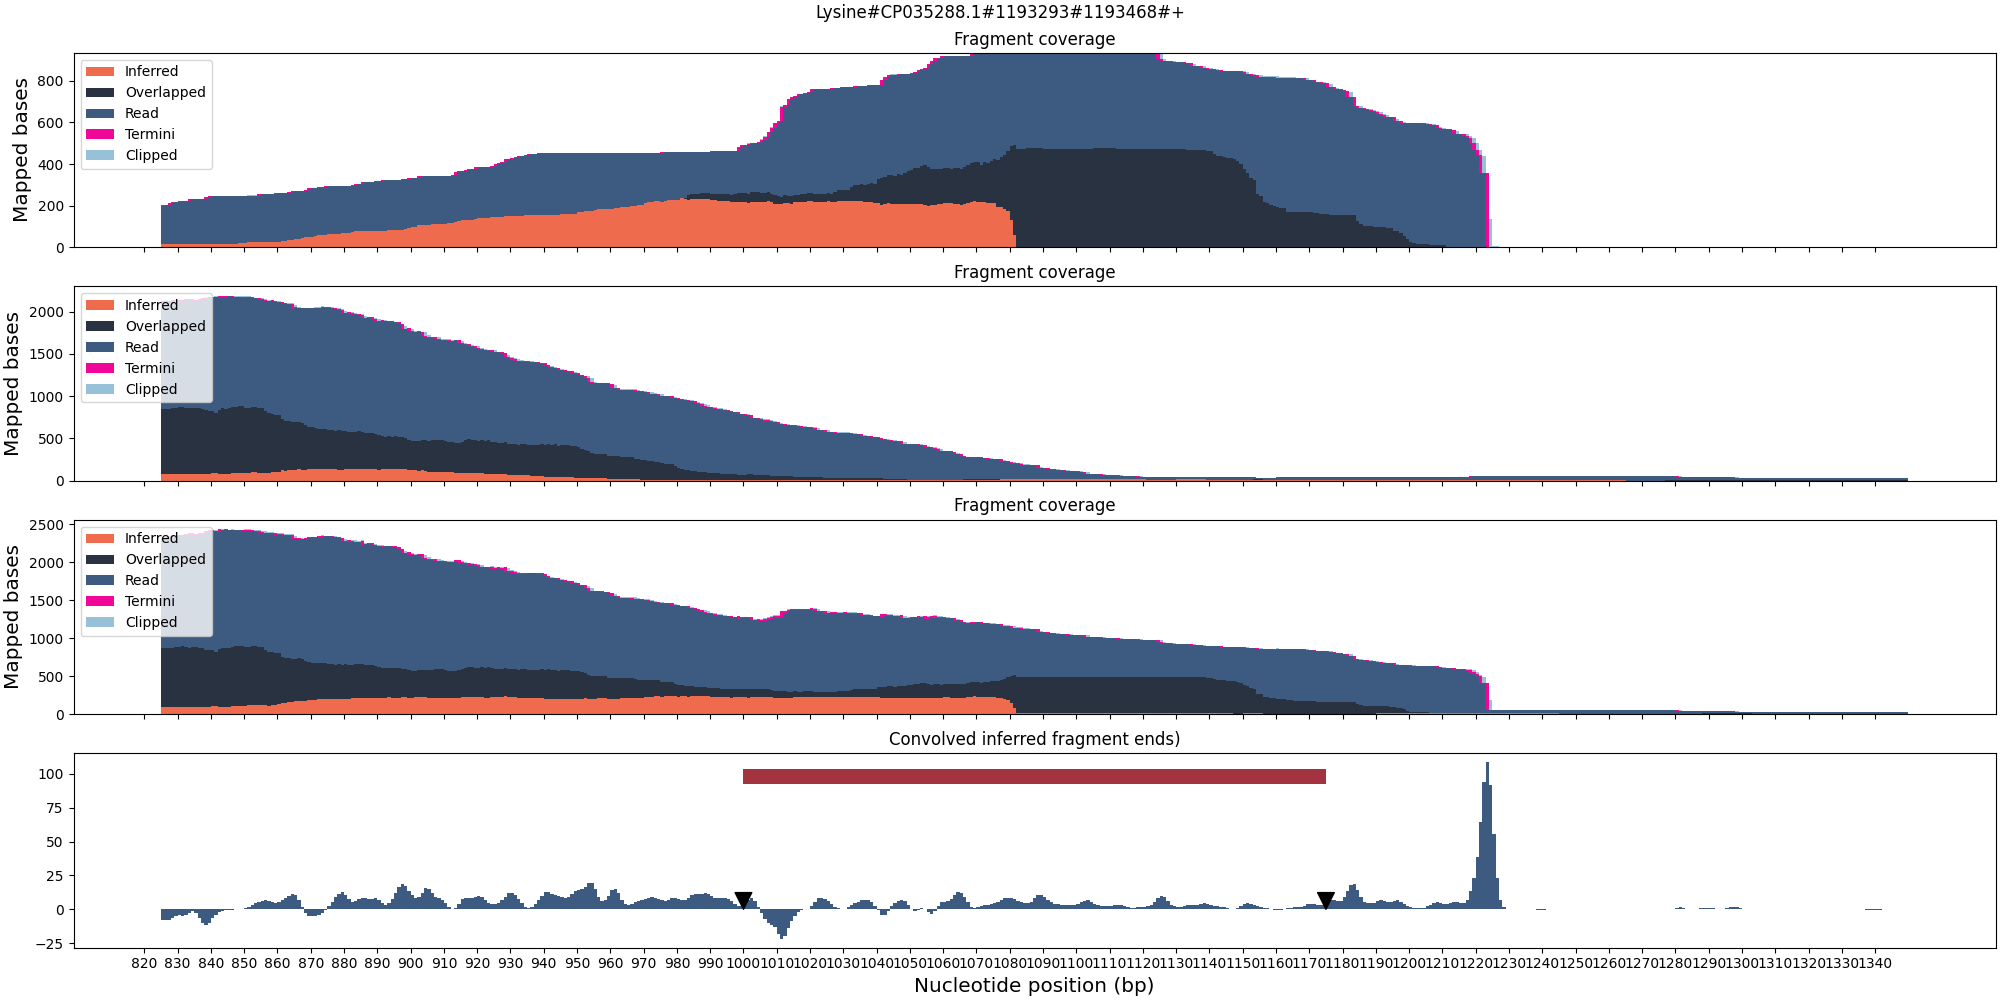 Lysine#CP035288.1#1193293#1193468#+
Fragment coverage
Mapped bases
800
600
400
200
0
Inferred
Overlapped
Read
Termini
Clipped
Fragment coverage
Mapped bases
2000
1500
1000
500
0
Inferred
Overlapped
Read
Termini
Clipped
Fragment coverage
Mapped bases
2500
2000
1500
1000
500
0
Inferred
Overlapped
Read
Termini
Clipped
Convolved inferred fragment ends)
100
75
50
25
0
−25
820 830 840 850 860 870 880 890 900 910 920 930 940 950 960 970 980 990 1000 1010 1020 1030 1040 1050 1060 1070 1080 1090 1100 1110 1120 1130 1140 1150 1160 1170 1180 1190 1200 1210 1220 1230 1240 1250 1260 1270 1280 1290 1300 1310 1320 1330 1340
Nucleotide position (bp)